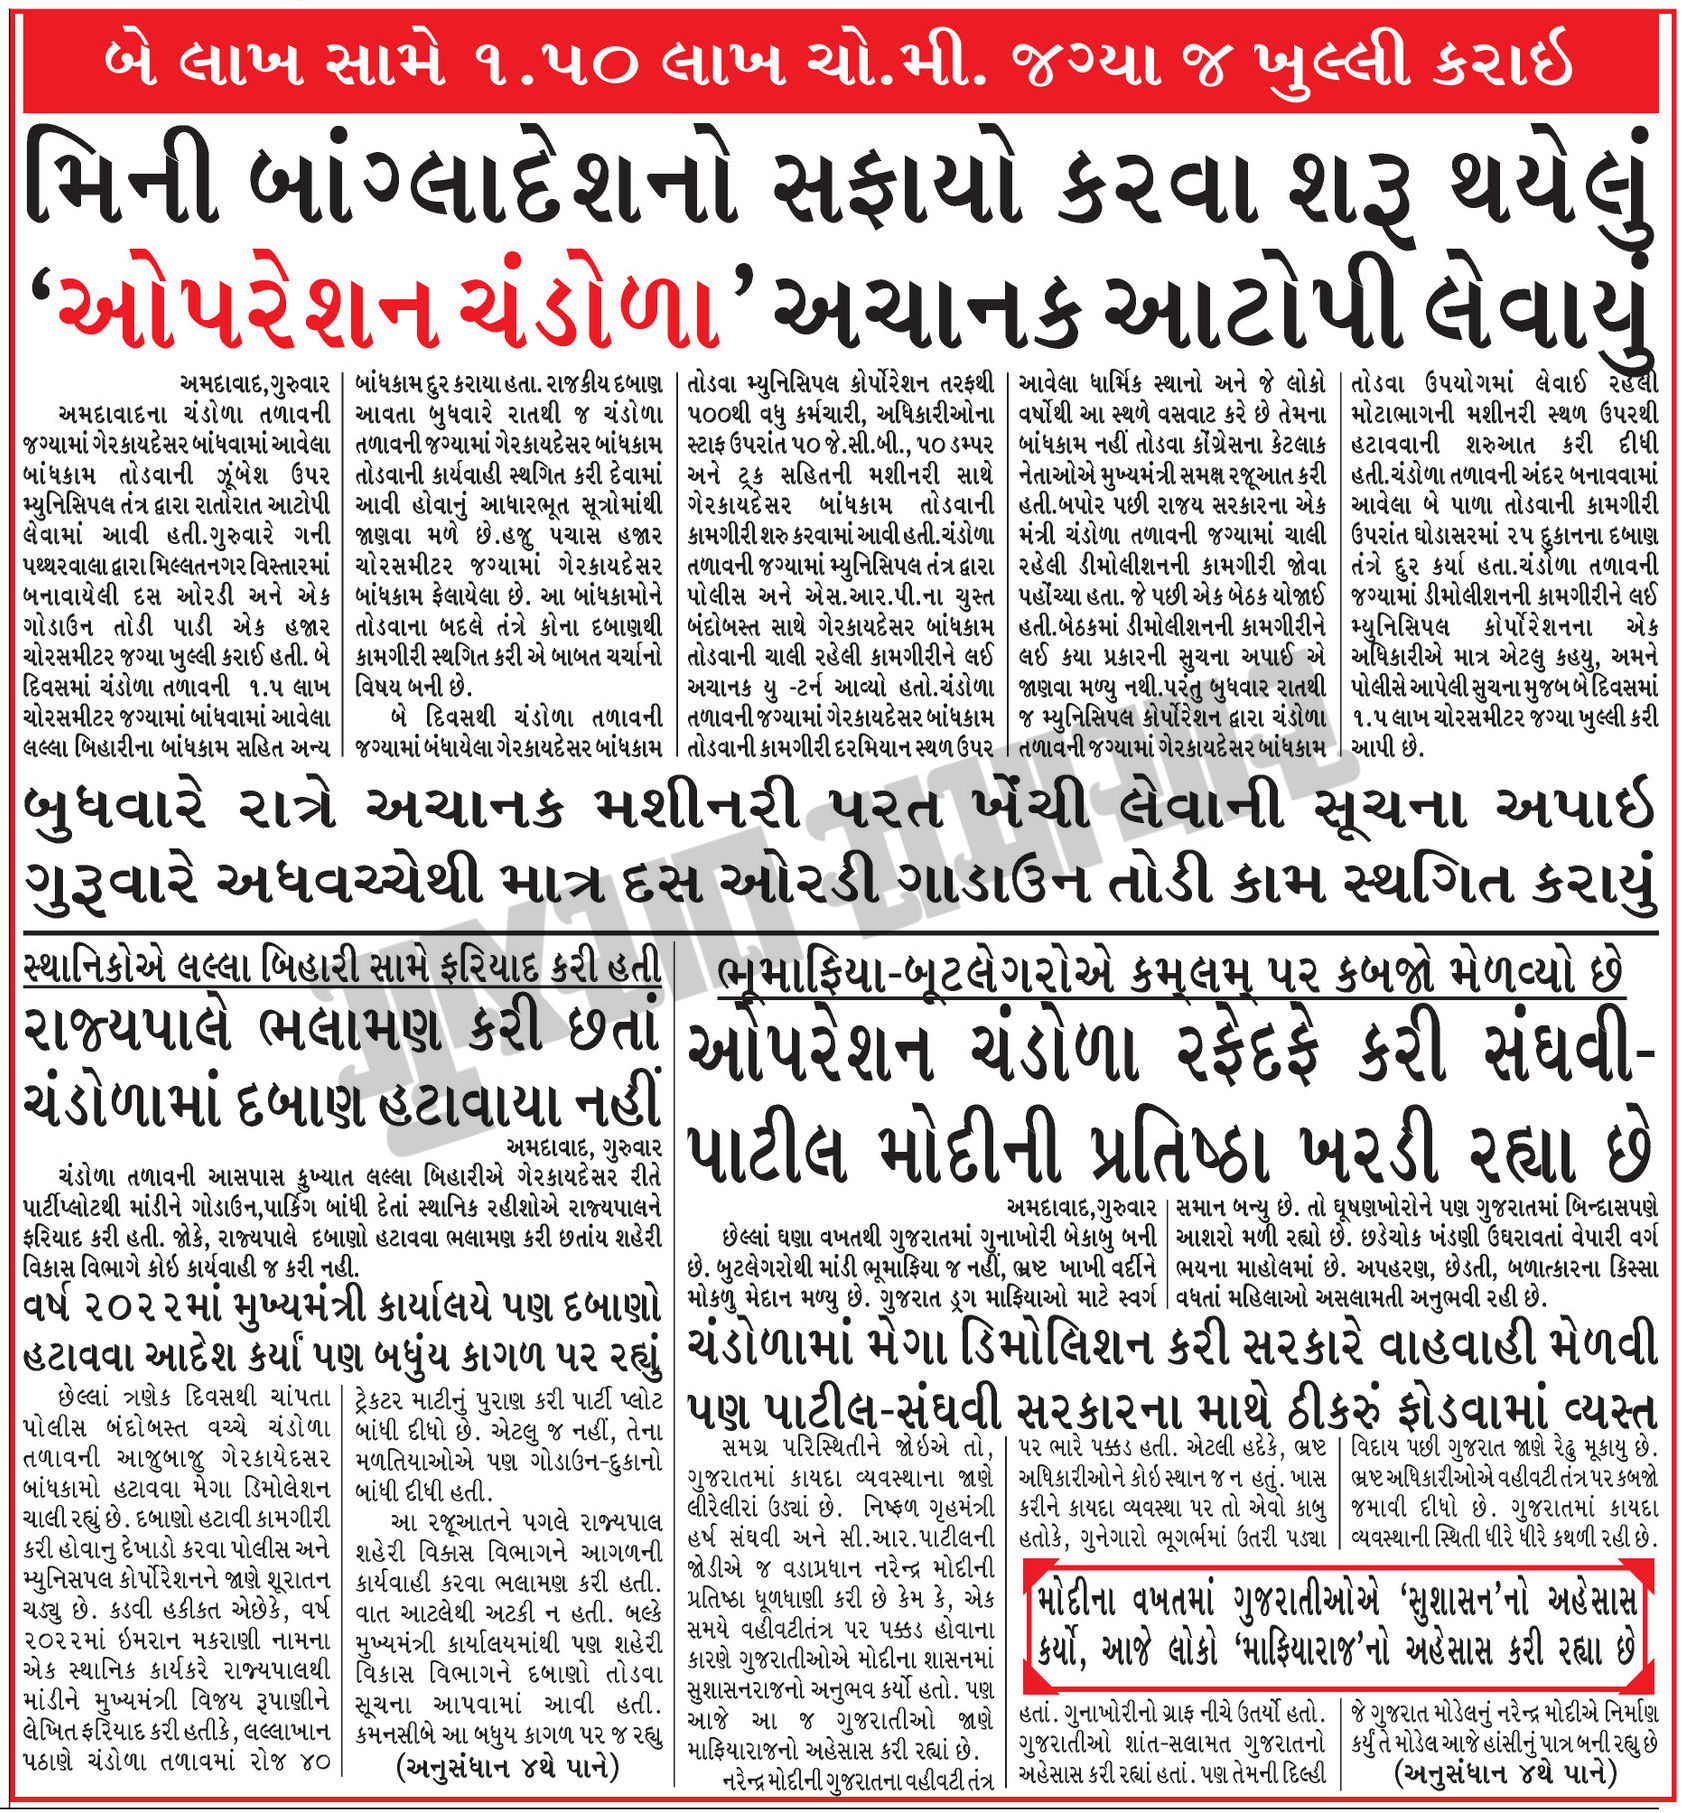 બે લાખ સામે ૧.૫૦ લાખ ચો.મી. જગ્યા જ ખુલ્લી કરાઇ
મિની બાંગ્લાદેશનો સફાયો કરવા શરૂ થયેલું
‘ઓપરેશન ચંડોળા’ અચાનક આટોપી લેવાયું
અમદાવાદ,ગુરુવાર
અમદાવાદના ચંડોળા તળાવની
જગ્યામાં ગેરકાયદેસર બાંધવામાં આવેલા
બાંધકામ તોડવાની ઝૂંબેશ ઉપર
મ્યુનિસિપલ તંત્ર દ્વારા રાતોરાત આટોપી
લેવામાં આવી હતી.ગુરુવારે ગની
પથ્થરવાલા દ્વારા મિલ્લતનગર વિસ્તારમાં
બનાવાયેલી દસ ઓરડી અને એક
ગોડાઉન તોડી પાડી એક હજાર
ચોરસમીટર જગ્યા ખુલ્લી કરાઈ હતી. બે
દિવસમાં ચંડોળા તળાવની ૧.૫ લાખ
ચોરસમીટર જગ્યામાં બાંધવામાં આવેલા
લલ્લા બિહારીના બાંધકામ સહિત અન્ય
બાંધકામ દુર કરાયા હતા. રાજકીય દબાણ
આવતા બુધવારે રાતથી જ ચંડોળા
તળાવની જગ્યામાં ગેરકાયદેસર બાંધકામ
તોડવાની કાર્યવાહી સ્થગિત કરી દેવામાં
આવી હોવાનું આધારભૂત સૂત્રોમાંથી
જાણવા મળે છે.હજુ પચાસ હજાર
ચોરસમીટર જગ્યામાં ગેરકાયદેસર
બાંધકામ ફેલાયેલા છે. આ બાંધકામોને
તોડવાના બદલે તંત્રે કોના દબાણથી
કામગીરી સ્થગિત કરી એ બાબત ચર્ચાનો
વિષય બની છે.
બે દિવસથી ચંડોળા તળાવની
જગ્યામાં બંધાયેલા ગેરકાયદેસર બાંધકામ
તોડવા મ્યુનિસિપલ કોર્પોરેશન તરફથી
૫૦૦થી વધુ કર્મચારી, અધિકારીઓના
સ્ટાફ ઉપરાંત ૫૦ જે.સી.બી., ૫૦ ડમ્પર
અને ટ્રક સહિતની મશીનરી સાથે
ગેરકાયદેસર બાંધકામ તોડવાની
કામગીરી શરુ કરવામાં આવી હતી.ચંડોળા
તળાવની જગ્યામાં મ્યુનિસિપલ તંત્ર દ્વારા
પોલીસ અને એસ.આર.પી.ના ચુસ્ત
બંદોબસ્ત સાથે ગેરકાયદેસર બાંધકામ
તોડવાની ચાલી રહેલી કામગીરીને લઈ
અચાનક યુ -ટર્ન આવ્યો હતો.ચંડોળા
તળાવની જગ્યામાં ગેરકાયદેસર બાંધકામ
તોડવાની કામગીરી દરમિયાન સ્થળ ઉપર
આવેલા ધાર્મિક સ્થાનો અને જે લોકો
વર્ષોથી આ સ્થળે વસવાટ કરે છે તેમના
બાંધકામ નહીં તોડવા કોંગ્રેસના કેટલાક
નેતાઓએ મુખ્યમંત્રી સમક્ષ રજૂઆત કરી
હતી.બપોર પછી રાજય સરકારના એક
મંત્રી ચંડોળા તળાવની જગ્યામાં ચાલી
રહેલી ડીમોલીશનની કામગીરી જોવા
પહોંચ્યા હતા. જે પછી એક બેઠક યોજાઈ
હતી.બેઠકમાં ડીમોલીશનની કામગીરીને
લઈ કયા પ્રકારની સુચના અપાઈ એ
જાણવા મળ્યુ નથી.પરંતુ બુધવાર રાતથી
જ મ્યુનિસિપલ કોર્પોરેશન દ્વારા ચંડોળા
તળાવની જગ્યામાં ગેરકાયદેસર બાંધકામ
તોડવા ઉપયોગમાં લેવાઈ રહેલી
મોટાભાગની મશીનરી સ્થળ ઉપરથી
હટાવવાની શરુઆત કરી દીધી
હતી.ચંડોળા તળાવની અંદર બનાવવામાં
આવેલા બે પાળા તોડવાની કામગીરી
ઉપરાંત ઘોડાસરમાં ૨૫ દુકાનના દબાણ
તંત્રે દુર કર્યા હતા.ચંડોળા તળાવની
જગ્યામાં ડીમોલીશનની કામગીરીને લઈ
મ્યુનિસિપલ કોર્પોરેશનના એક
અધિકારીએ માત્ર એટલુ કહયુ, અમને
પોલીસે આપેલી સુચના મુજબ બે દિવસમાં
૧.૫ લાખ ચોરસમીટર જગ્યા ખુલ્લી કરી
આપી છે.
બુધવારે રાત્રે અચાનક મશીનરી પરત ખેંચી લેવાની સૂચના અપાઇ
ગુરૂવારે અધવચ્ચેથી માત્ર દસ ઓરડી ગાડાઉન તોડી કામ સ્થગિત કરાયું
ગુજરાત સમાચાર
સ્થાનિકોએ લલ્લા બિહારી સામે ફરિયાદ કરી હતી
રાજ્યપાલે ભલામણ કરી છતાં
ચંડોળામાં દબાણ હટાવાયા નહીં
અમદાવાદ, ગુરુવાર
ચંડોળા તળાવની આસપાસ કુખ્યાત લલ્લા બિહારીએ ગેરકાયદેસર રીતે
પાર્ટીપ્લોટથી માંડીને ગોડાઉન,પાર્કિંગ બાંધી દેતાં સ્થાનિક રહીશોએ રાજ્યપાલને
ફરિયાદ કરી હતી. જોકે, રાજ્યપાલે દબાણો હટાવવા ભલામણ કરી છતાંય શહેરી
વિકાસ વિભાગે કોઇ કાર્યવાહી જ કરી નહી.
વર્ષ ૨૦૨૨માં મુખ્યમંત્રી કાર્યાલયે પણ દબાણો
હટાવવા આદેશ કર્યાં પણ બધુંય કાગળ પર રહ્યું
છેલ્લાં ત્રણેક દિવસથી ચાંપતા
પોલીસ બંદોબસ્ત વચ્ચે ચંડોળા
તળાવની આજુબાજુ ગેરકાયેદસર
બાંધકામો હટાવવા મેગા ડિમોલેશન
ચાલી રહ્યું છે. દબાણો હટાવી કામગીરી
કરી હોવાનુ દેખાડો કરવા પોલીસ અને
મ્યુનિસપલ કોર્પોરેશનને જાણે શૂરાતન
ચડ્યુ છે. કડવી હકીકત એછેકે, વર્ષ
૨૦૨૨માં ઇમરાન મકરાણી નામના
એક સ્થાનિક કાર્યકરે રાજ્યપાલથી
માંડીને મુખ્યમંત્રી વિજય રૂપાણીને
લેખિત ફરિયાદ કરી હતીકે, લલ્લાખાન
પઠાણે ચંડોળા તળાવમાં રોજ ૪૦
ટ્રેકટર માટીનું પુરાણ કરી પાર્ટી પ્લોટ
બાંધી દીધો છે. એટલુ જ નહીં, તેના
મળતિયાઓએ પણ ગોડાઉન-દુકાનો
બાંધી દીધી હતી.
આ રજૂઆતને પગલે રાજ્યપાલ
શહેરી વિકાસ વિભાગને આગળની
કાર્યવાહી કરવા ભલામણ કરી હતી.
વાત આટલેથી અટકી ન હતી. બલ્કે
મુખ્યમંત્રી કાર્યાલયમાંથી પણ શહેરી
વિકાસ વિભાગને દબાણો તોડવા
સૂચના આપવામાં આવી હતી.
કમનસીબે આ બધુય કાગળ પર જ રહ્યુ
(અનુસંધાન ૪થે પાને)
ભૂમાફિયા-બૂટલેગરોએ કમ્‌લમ્‌ પર કબજો મેળવ્યો છે
ઓપરેશન ચંડોળા રફેદફે કરી સંઘવી-
પાટીલ મોદીની પ્રતિષ્ઠા ખરડી રહ્યા છે
અમદાવાદ,ગુરુવાર
છેલ્લાં ઘણા વખતથી ગુજરાતમાં ગુનાખોરી બેકાબુ બની
છે. બુટલેગરોથી માંડી ભૂમાફિયા જ નહીં, ભ્રષ્ટ ખાખી વર્દીને
મોકળુ મેદાન મળ્યુ છે. ગુજરાત ડ્રગ માફિયાઓ માટે સ્વર્ગ
સમાન બન્યુ છે. તો ઘૂષણખોરોને પણ ગુજરાતમાં બિન્દાસપણે
આશરો મળી રહ્યો છે. છડેચોક ખંડણી ઉઘરાવતાં વેપારી વર્ગ
ભયના માહોલમાં છે. અપહરણ, છેડતી, બળાત્કારના કિસ્સા
વધતાં મહિલાઓ અસલામતી અનુભવી રહી છે.
ચંડોળામાં મેગા ડિમોલિશન કરી સરકારે વાહવાહી મેળવી
પણ પાટીલ-સંઘવી સરકારના માથે ઠીકરું ફોડવામાં વ્યસ્ત
સમગ્ર પરિસ્થિતીને જોઇએ તો,
ગુજરાતમાં કાયદા વ્યવસ્થાના જાણે
લીરેલીરાં ઉડ્યાં છે. નિષ્ફળ ગૃહમંત્રી
હર્ષ સંઘવી અને સી.આર.પાટીલની
જોડીએ જ વડાપ્રધાન નરેન્દ્ર મોદીની
પ્રતિષ્ઠા ધૂળધાણી કરી છે કેમ કે, એક
સમયે વહીવટીતંત્ર પર પક્કડ હોવાના
કારણે ગુજરાતીઓએ મોદીના શાસનમાં
સુશાસનરાજનો અનુભવ કર્યો હતો. પણ
આજે આ જ ગુજરાતીઓ જાણે
માફિયારાજનો અહેસાસ કરી રહ્યાં છે.
નરેન્દ્ર મોદીની ગુજરાતના વહીવટી તંત્ર
પર ભારે પક્કડ હતી. એટલી હદેકે, ભ્રષ્ટ
અધિકારીઓને કોઇ સ્થાન જ ન હતું. ખાસ
કરીને કાયદા વ્યવસ્થા પર તો એવો કાબુ
હતોકે, ગુનેગારો ભૂગર્ભમાં ઉતરી પડ્યા
વિદાય પછી ગુજરાત જાણે રેઢુ મૂકાયુ છે.
ભ્રષ્ટ અધિકારીઓએ વહીવટી તંત્ર પર કબજો
જમાવી દીધો છે. ગુજરાતમાં કાયદા
વ્યવસ્થાની સ્થિતી ધીરે ધીરે કથળી રહી છે.
મોદીના વખતમાં ગુજરાતીઓએ ‘સુશાસન’નો અહેસાસ
કર્યો, આજે લોકો ‘માફિયારાજ’નો અહેસાસ કરી રહ્યા છે
હતાં. ગુનાખોરીનો ગ્રાફ નીચે ઉતર્યો હતો.
ગુજરાતીઓ શાંત-સલામત ગુજરાતનો
અહેસાસ કરી રહ્યાં હતાં. પણ તેમની દિલ્હી
જે ગુજરાત મોડેલનું નરેન્દ્ર મોદીએ નિર્માણ
કર્યું તે મોડેલ આજે હાંસીનું પાત્ર બની રહ્યુ છે
(અનુસંધાન ૪થે પાને)